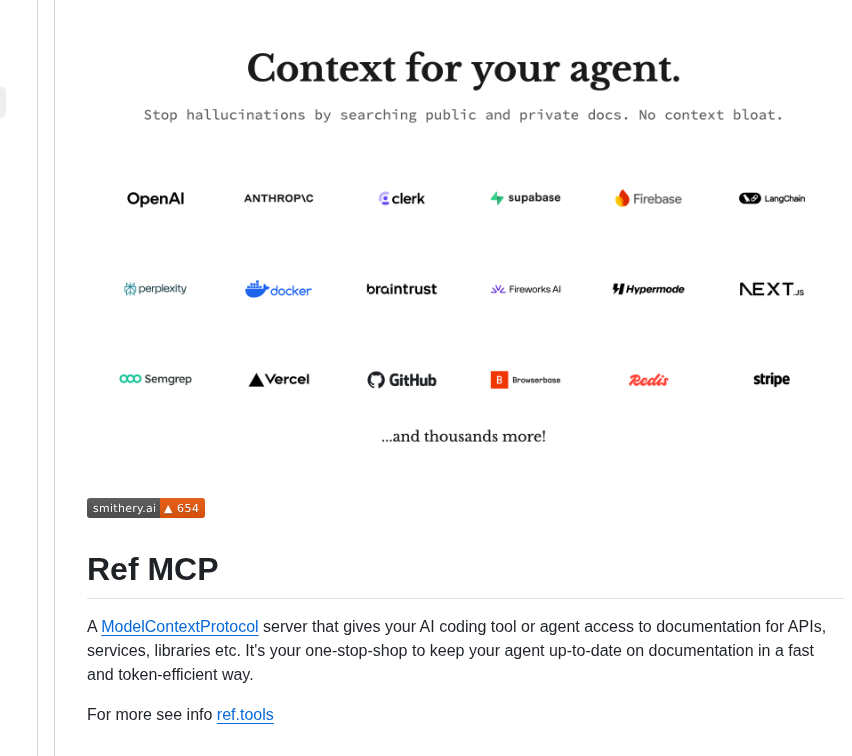 Context for your agent.
Stop hallucinations by searching public and private docs. No context bloat.
OpenAI ANTHROP\C clerk supabase Firebase LangChain
perplexity docker braintrust Fireworks AI Hypermode NEXT.JS
Semgrep Vercel GitHub B Browserbase Redis stripe
...and thousands more!
smithery.ai ▲ 654
Ref MCP
A ModelContextProtocol server that gives your AI coding tool or agent access to documentation for APIs,
services, libraries etc. It's your one-stop-shop to keep your agent up-to-date on documentation in a fast
and token-efficient way.
For more see info ref.tools